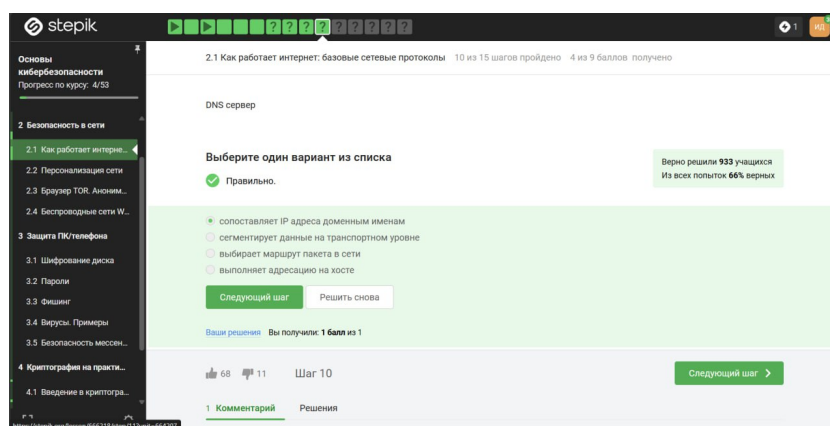 stepik
? ? ? ? ? ? ? ? ?
1
ИД
Основы
кибербезопасности
Прогресс по курсу: 4/53
2.1 Как работает интернет: базовые сетевые протоколы 10 из 15 шагов пройдено 4 из 9 баллов получено
2 Безопасность в сети
2.1 Как работает интерне...
2.2 Персонализация сети
2.3 Браузер TOR. Аноним...
2.4 Беспроводные сети W...
3 Защита ПК/телефона
3.1 Шифрование диска
3.2 Пароли
3.3 Фишинг
3.4 Вирусы. Примеры
3.5 Безопасность мессен...
4 Криптография на практи...
4.1 Введение в криптогра...
DNS сервер
Выберите один вариант из списка
Правильно.
Верно решили 933 учащихся
Из всех попыток 66% верных
сопоставляет IP адреса доменным именам
сегментирует данные на транспортном уровне
выбирает маршрут пакета в сети
выполняет адресацию на хосте
Следующий шаг Решить снова
Ваши решения Вы получили: 1 балл из 1
68 11 Шаг 10
Следующий шаг
1 Комментарий Решения